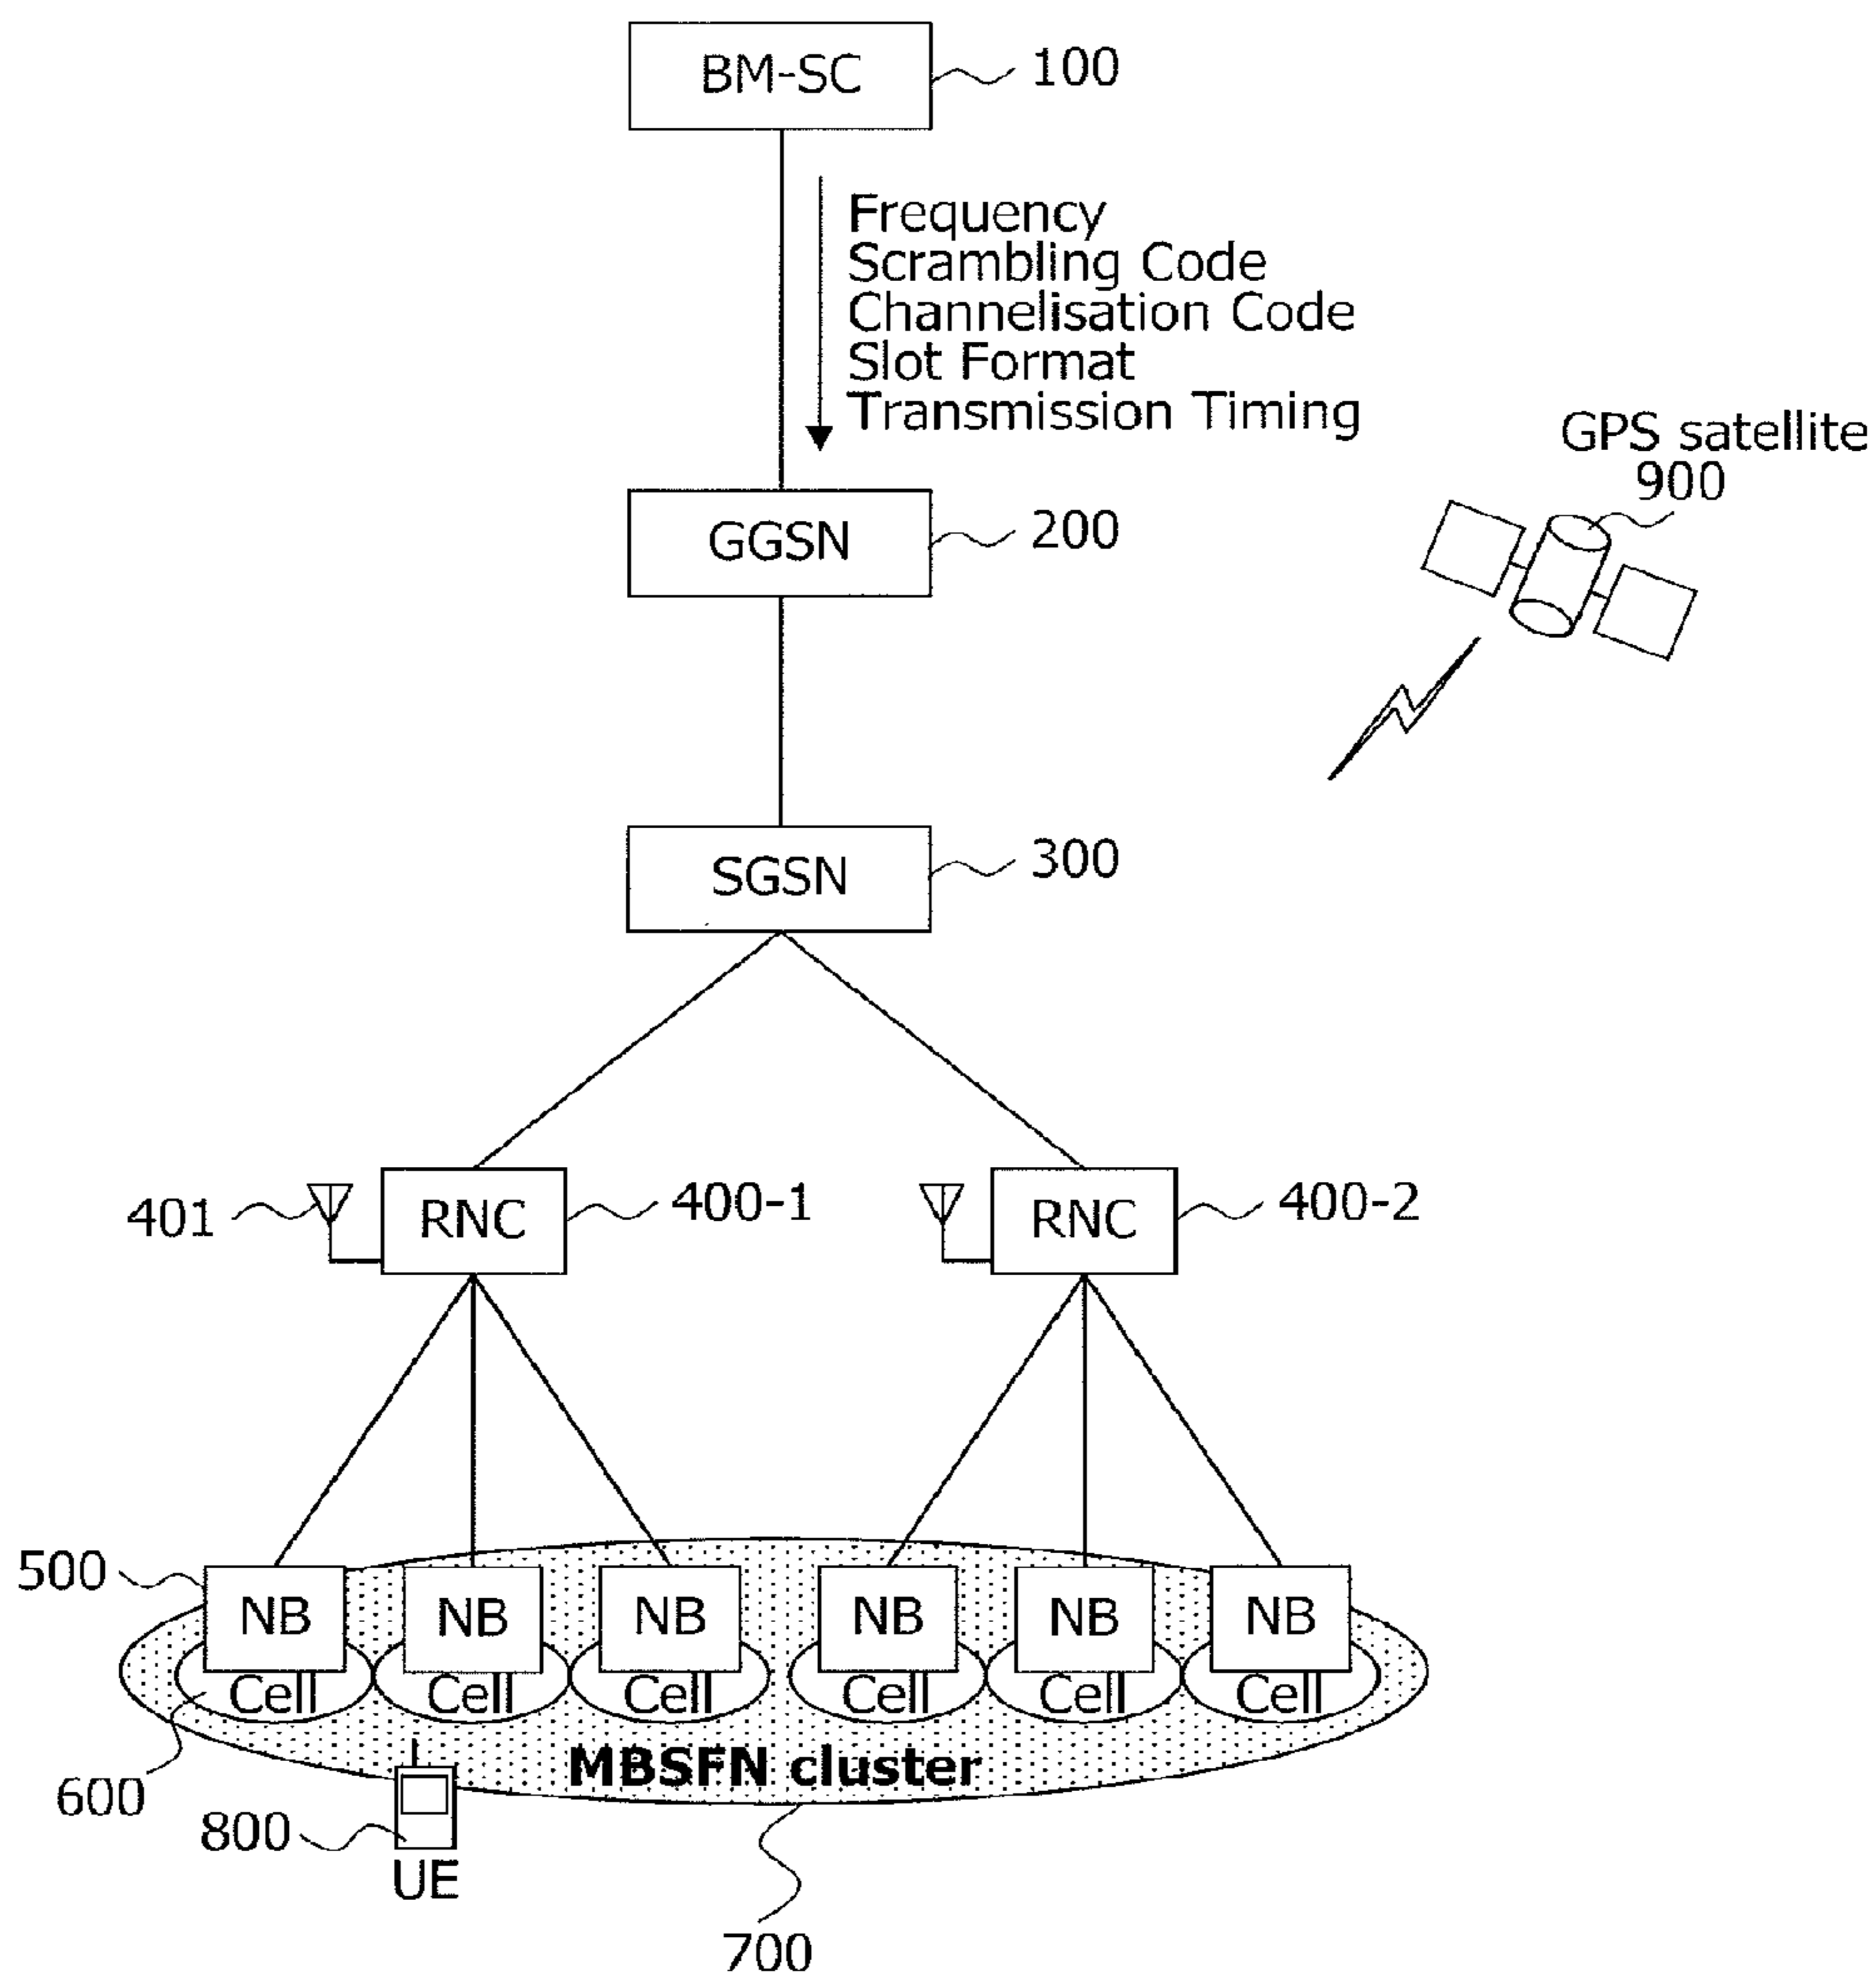 BM-SC
100
Frequency
Scrambling Code
Channelisation Code
Slot Format
Transmission Timing
GPS satellite
900
GGSN
200
SGSN
300
401
RNC
400-1
RNC
400-2
500
NB
NB
NB
NB
NB
NB
Cell
Cell
Cell
Cell
Cell
Cell
MBSFN cluster
600
800
UE
700